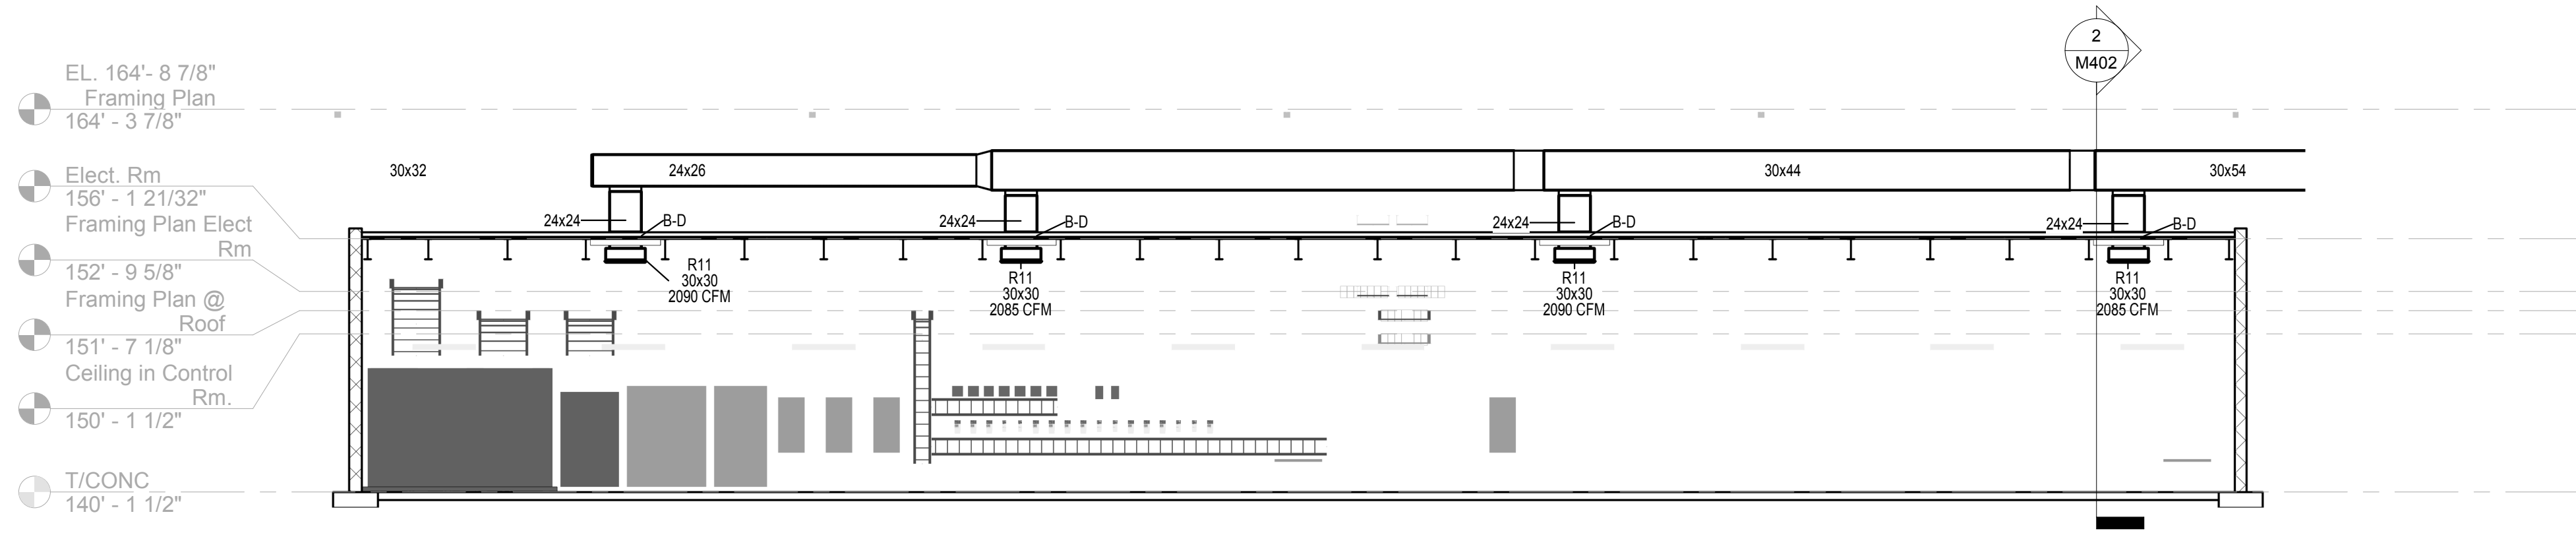 2
M402
EL. 164'- 8 7/8"
Framing Plan
164' - 3 7/8"
Elect. Rm
156' - 1 21/32"
Framing Plan Elect
Rm
152' - 9 5/8"
Framing Plan @
Roof
151' - 7 1/8"
Ceiling in Control
Rm.
150' - 1 1/2"
T/CONC
140' - 1 1/2"
30x32
24x26
30x44
30x54
24x24
B-D
24x24
B-D
24x24
B-D
24x24
B-D
R11
30x30
2090 CFM
R11
30x30
2085 CFM
R11
30x30
2090 CFM
R11
30x30
2085 CFM